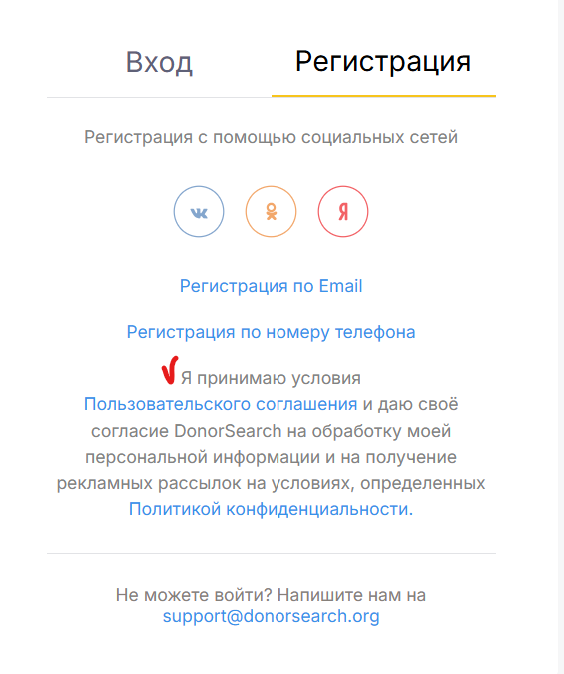 Вход
Регистрация
Регистрация с помощью социальных сетей
Я
Регистрация по Email
Регистрация по номеру телефона
Я принимаю условия
Пользовательского соглашения и даю своё
согласие DonorSearch на обработку моей
персональной информации и на получение
рекламных рассылок на условиях, определенных
Политикой конфиденциальности.
Не можете войти? Напишите нам на
support@donorsearch.org